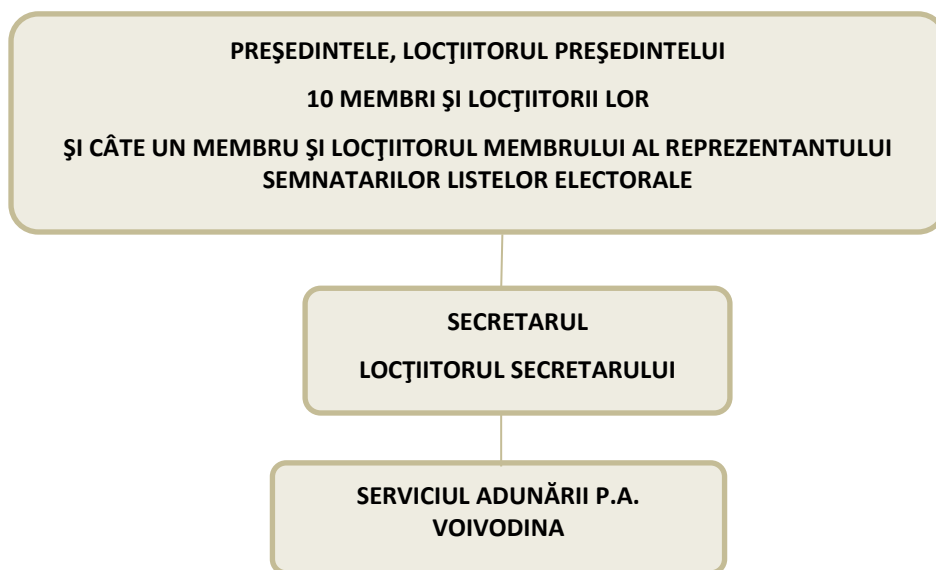 PREŞEDINTELE, LOCŢIITORUL PREŞEDINTELUI
10 MEMBRI ŞI LOCŢIITORII LOR
ŞI CÂTE UN MEMBRU ŞI LOCŢIITORUL MEMBRULUI AL REPREZENTANTULUI
SEMNATARILOR LISTELOR ELECTORALE
SECRETARUL
LOCŢIITORUL SECRETARULUI
SERVICIUL ADUNĂRII P.A.
VOIVODINA